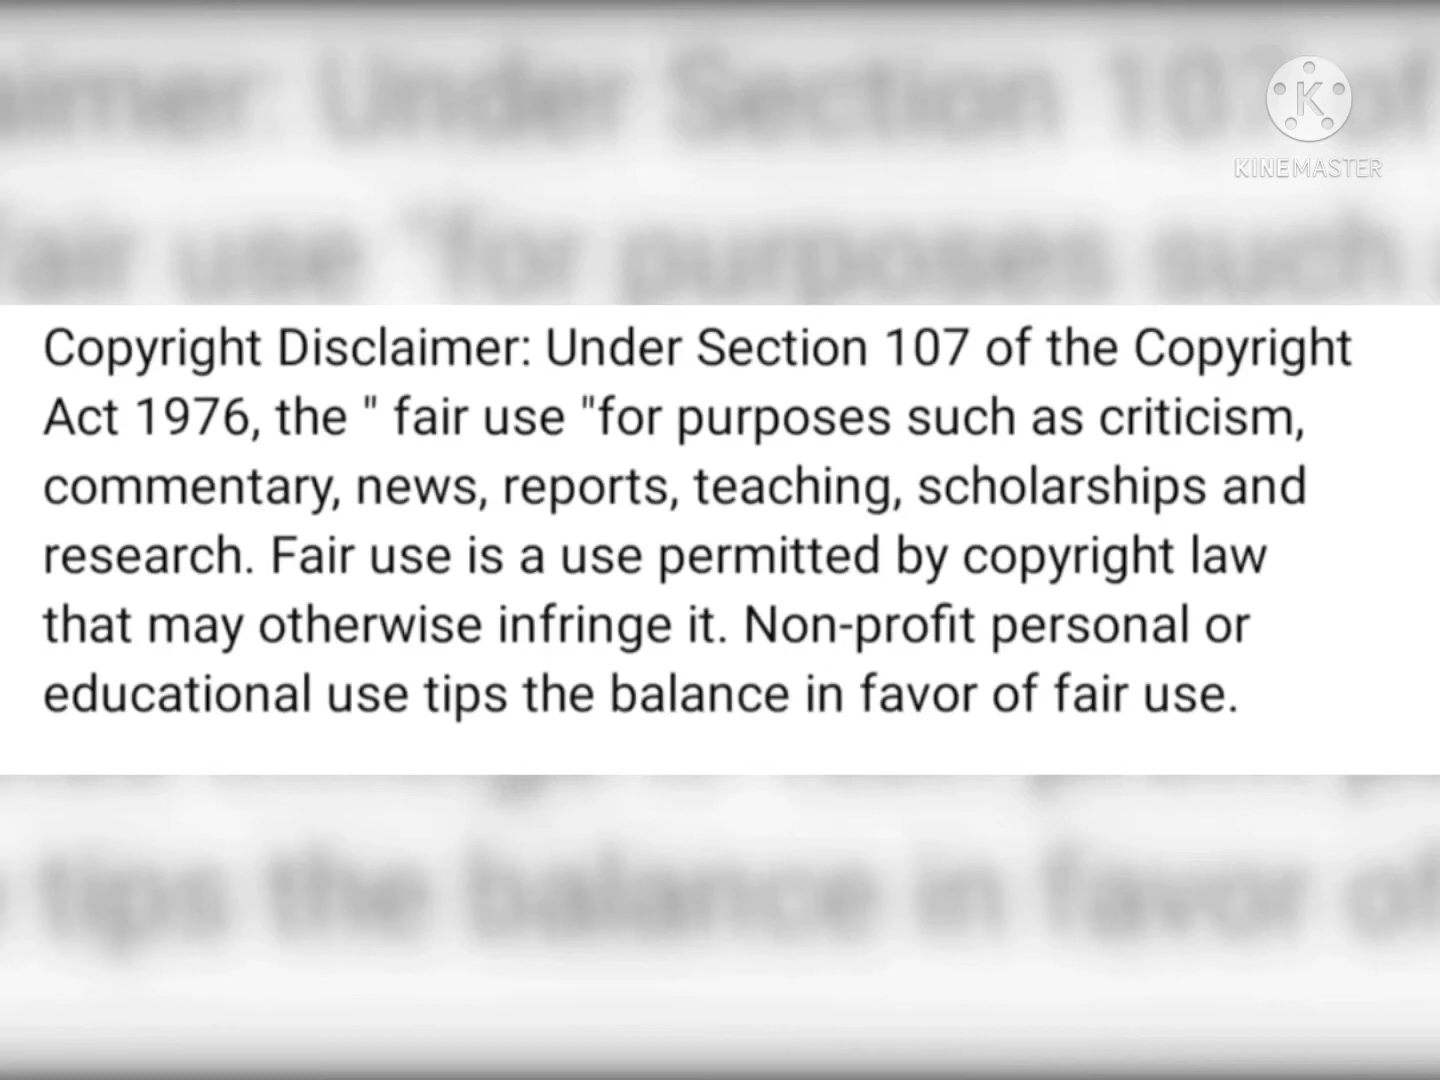 KINEMASTER
Copyright Disclaimer: Under Section 107 of the Copyright
Act 1976, the " fair use "for purposes such as criticism,
commentary, news, reports, teaching, scholarships and
research. Fair use is a use permitted by copyright law
that may otherwise infringe it. Non-profit personal or
educational use tips the balance in favor of fair use.